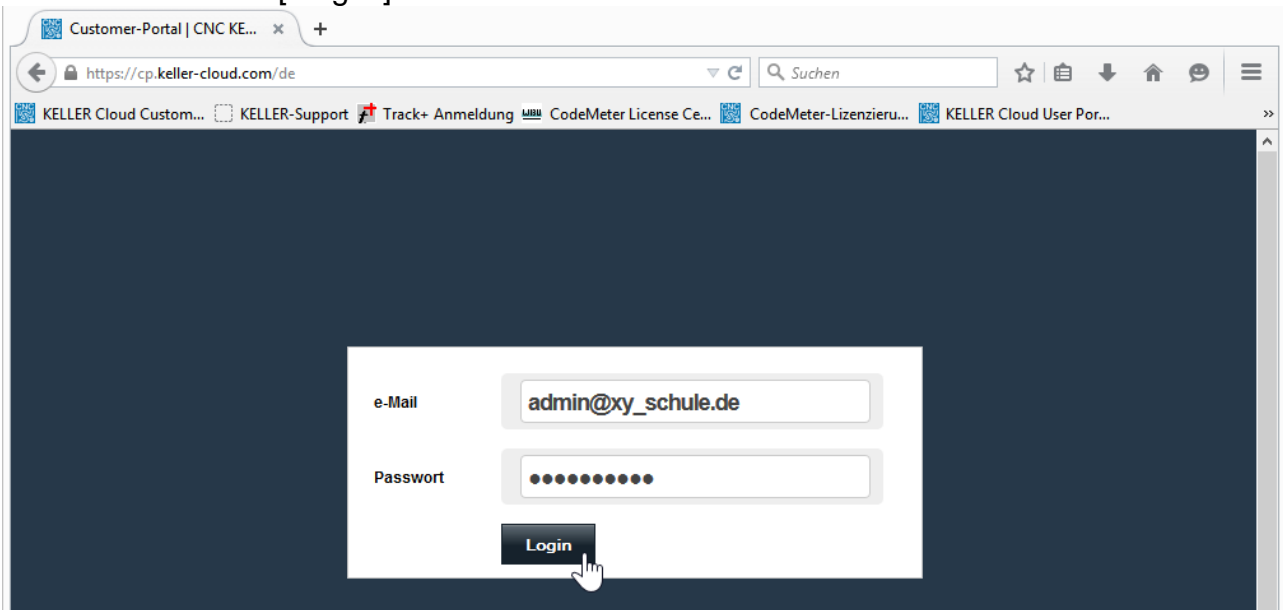 Customer-Portal | CNC KE...
https://cp.keller-cloud.com/de
Suchen
KELLER Cloud Custom... KELLER-Support Track+ Anmeldung CodeMeter License Ce... CodeMeter-Lizenzieru... KELLER Cloud User Por...
e-Mail admin@xy_schule.de
Passwort ●●●●●●●●●●
Login